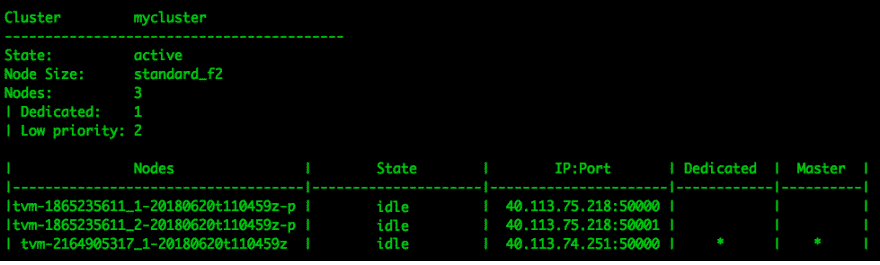 Cluster         mycluster
------------------------------------------
State:          active
Node Size:      standard_f2
Nodes:          3
| Dedicated:    1
| Low priority: 2
|               Nodes                |        State        |        IP:Port       | Dedicated  |  Master  |
|------------------------------------|---------------------|----------------------|------------|----------|
|tvm-1865235611_1-20180620t110459z-p |        idle         |  40.113.75.218:50000 |            |          |
|tvm-1865235611_2-20180620t110459z-p |        idle         |  40.113.75.218:50001 |            |          |
| tvm-2164905317_1-20180620t110459z  |        idle         |  40.113.74.251:50000 |     *      |    *     |